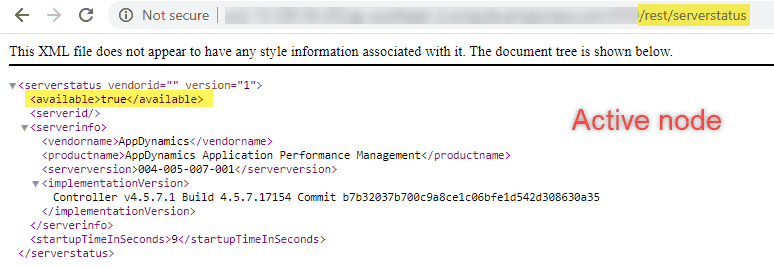 Not secure /rest/serverstatus
This XML file does not appear to have any style information associated with it. The document tree is shown below.
▼<serverstatus vendorid="" version="1">
<available>true</available>
<serverid/>
▼<serverinfo>
<vendorname>AppDynamics</vendorname>
<productname>AppDynamics Application Performance Management</productname>
<serverversion>004-005-007-001</serverversion>
▼<implementationVersion>
Controller v4.5.7.1 Build 4.5.7.17154 Commit b7b32037b700c9a8ce1c06bfe1d542d308630a35
</implementationVersion>
</serverinfo>
<startupTimeInSeconds>9</startupTimeInSeconds>
</serverstatus>
Active node